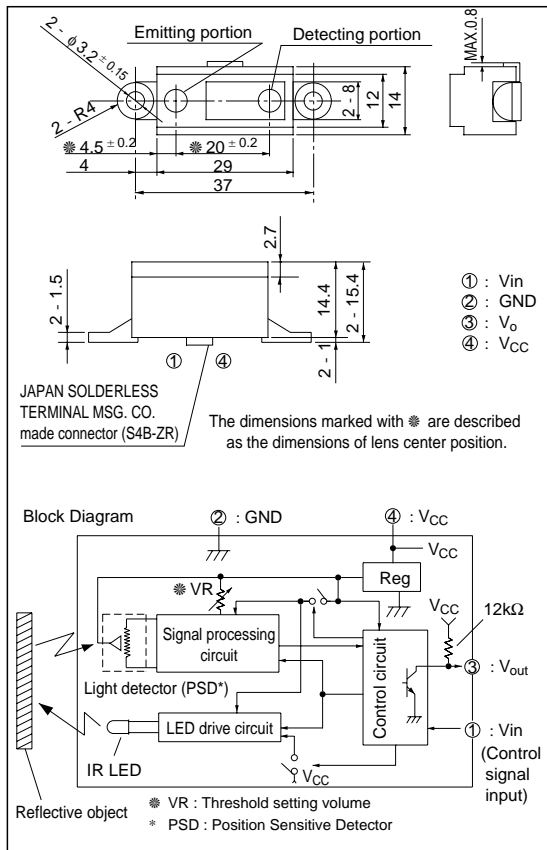 2 - φ3.2 ± 0.15
Emitting portion
Detecting portion
MAX.0.8
2 - R4
2 - 8
12
14
※ 4.5 ± 0.2
※ 20 ± 0.2
4
29
37
2.7
2 - 1.5
14.4
2 - 15.4
2 - 1
① ④
① : Vin
② : GND
③ : Vo
④ : VCC
JAPAN SOLDERLESS
TERMINAL MSG. CO.
made connector (S4B-ZR)
The dimensions marked with ※ are described
as the dimensions of lens center position.
Block Diagram
② : GND
④ : VCC
VCC
Reg
※ VR
VCC
12kΩ
Signal processing
circuit
Control circuit
③ : Vout
Light detector (PSD*)
LED drive circuit
① : Vin
(Control
signal
input)
IR LED
VCC
Reflective object
※ VR : Threshold setting volume
* PSD : Position Sensitive Detector